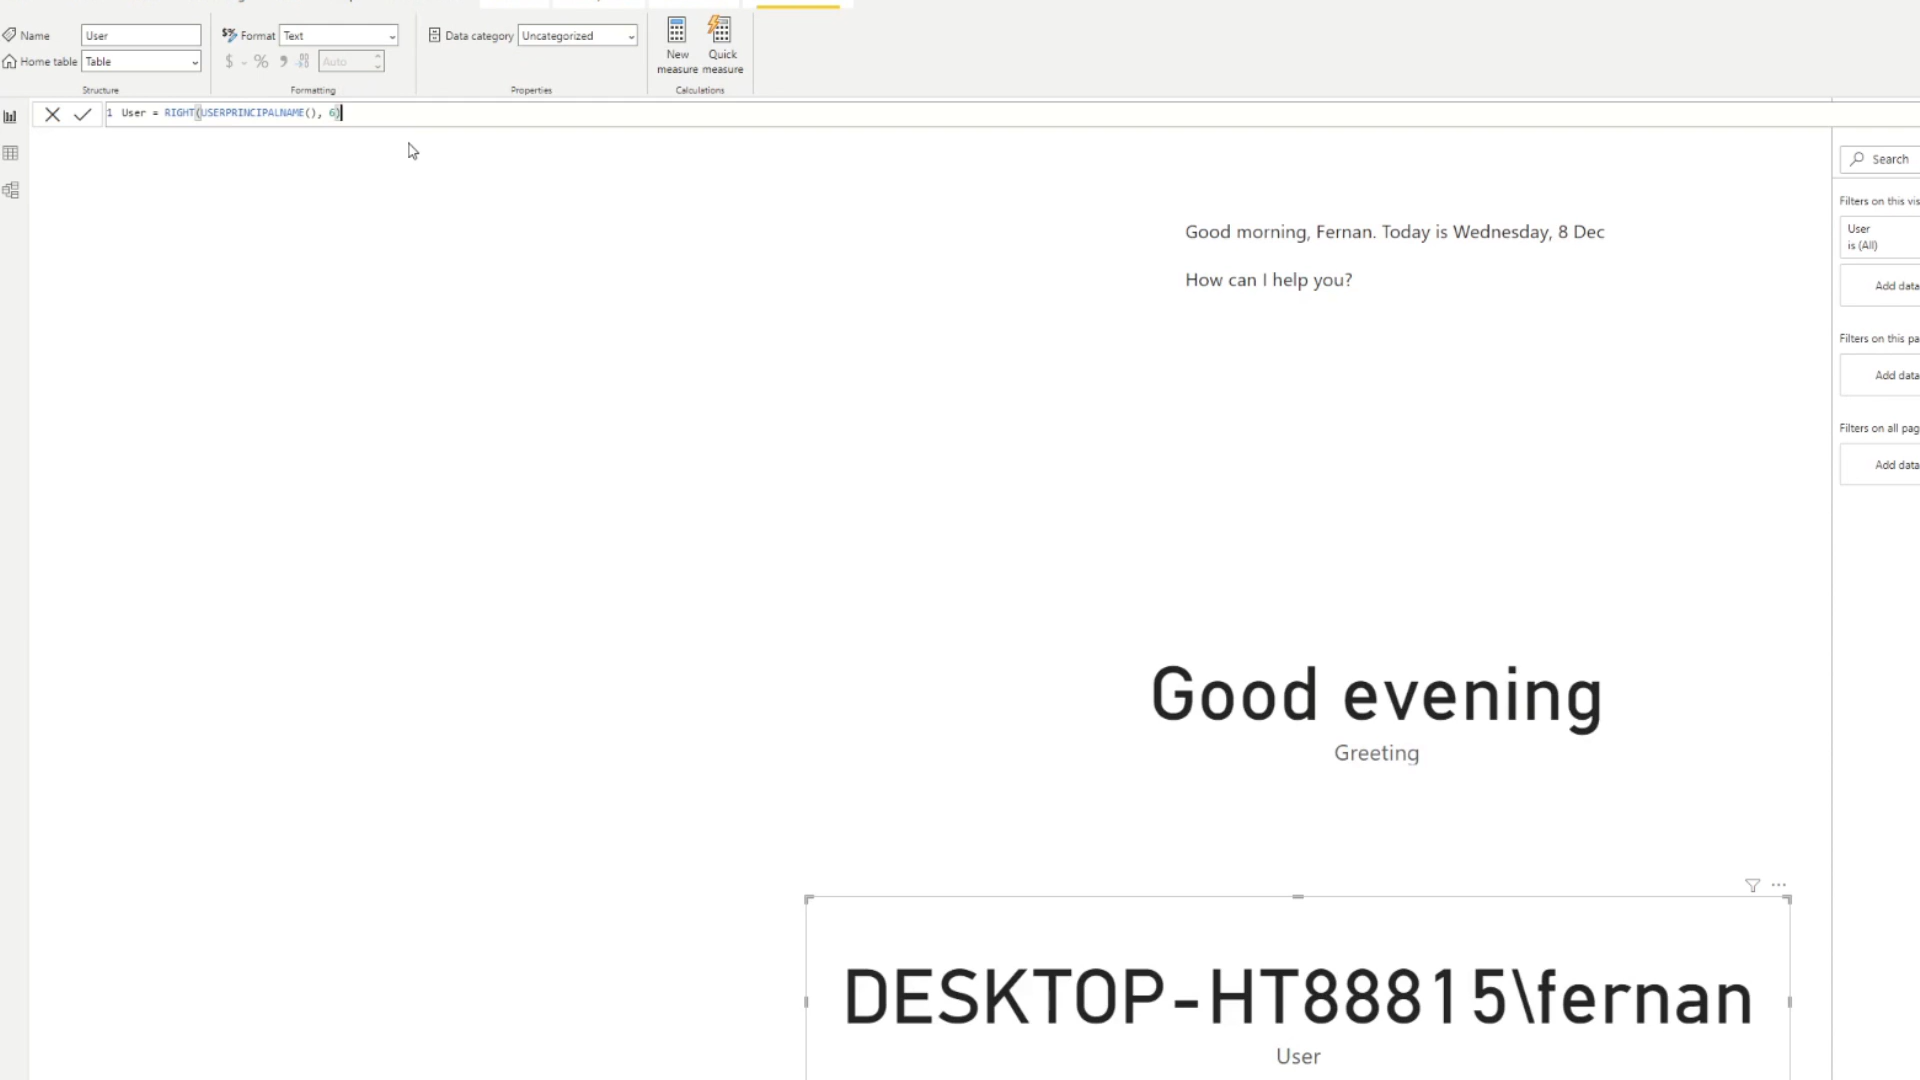 Name
User
Format
Text
Data category
Uncategorized
New measure
Quick measure
Home table
Table
$ %
Auto
Structure
Formatting
Properties
Calculations
1 User = RIGHT(USERPRINCIPALNAME(), 6)
Search
Filters on this vis
User
is (All)
Add data
Filters on this pa
Add data
Filters on all pag
Add data
Good morning, Fernan. Today is Wednesday, 8 Dec
How can I help you?
Good evening
Greeting
DESKTOP-HT88815\fernan
User